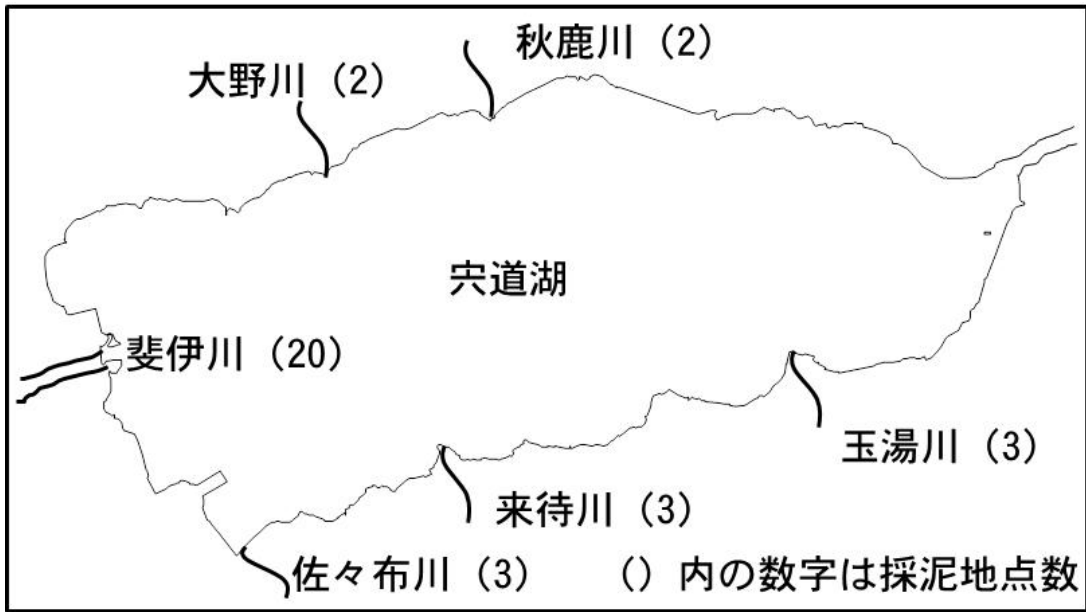 秋鹿川（2）
大野川（2）
宍道湖
斐伊川（20）
玉湯川（3）
来待川（3）
佐々布川（3）
（）内の数字は採泥地点数